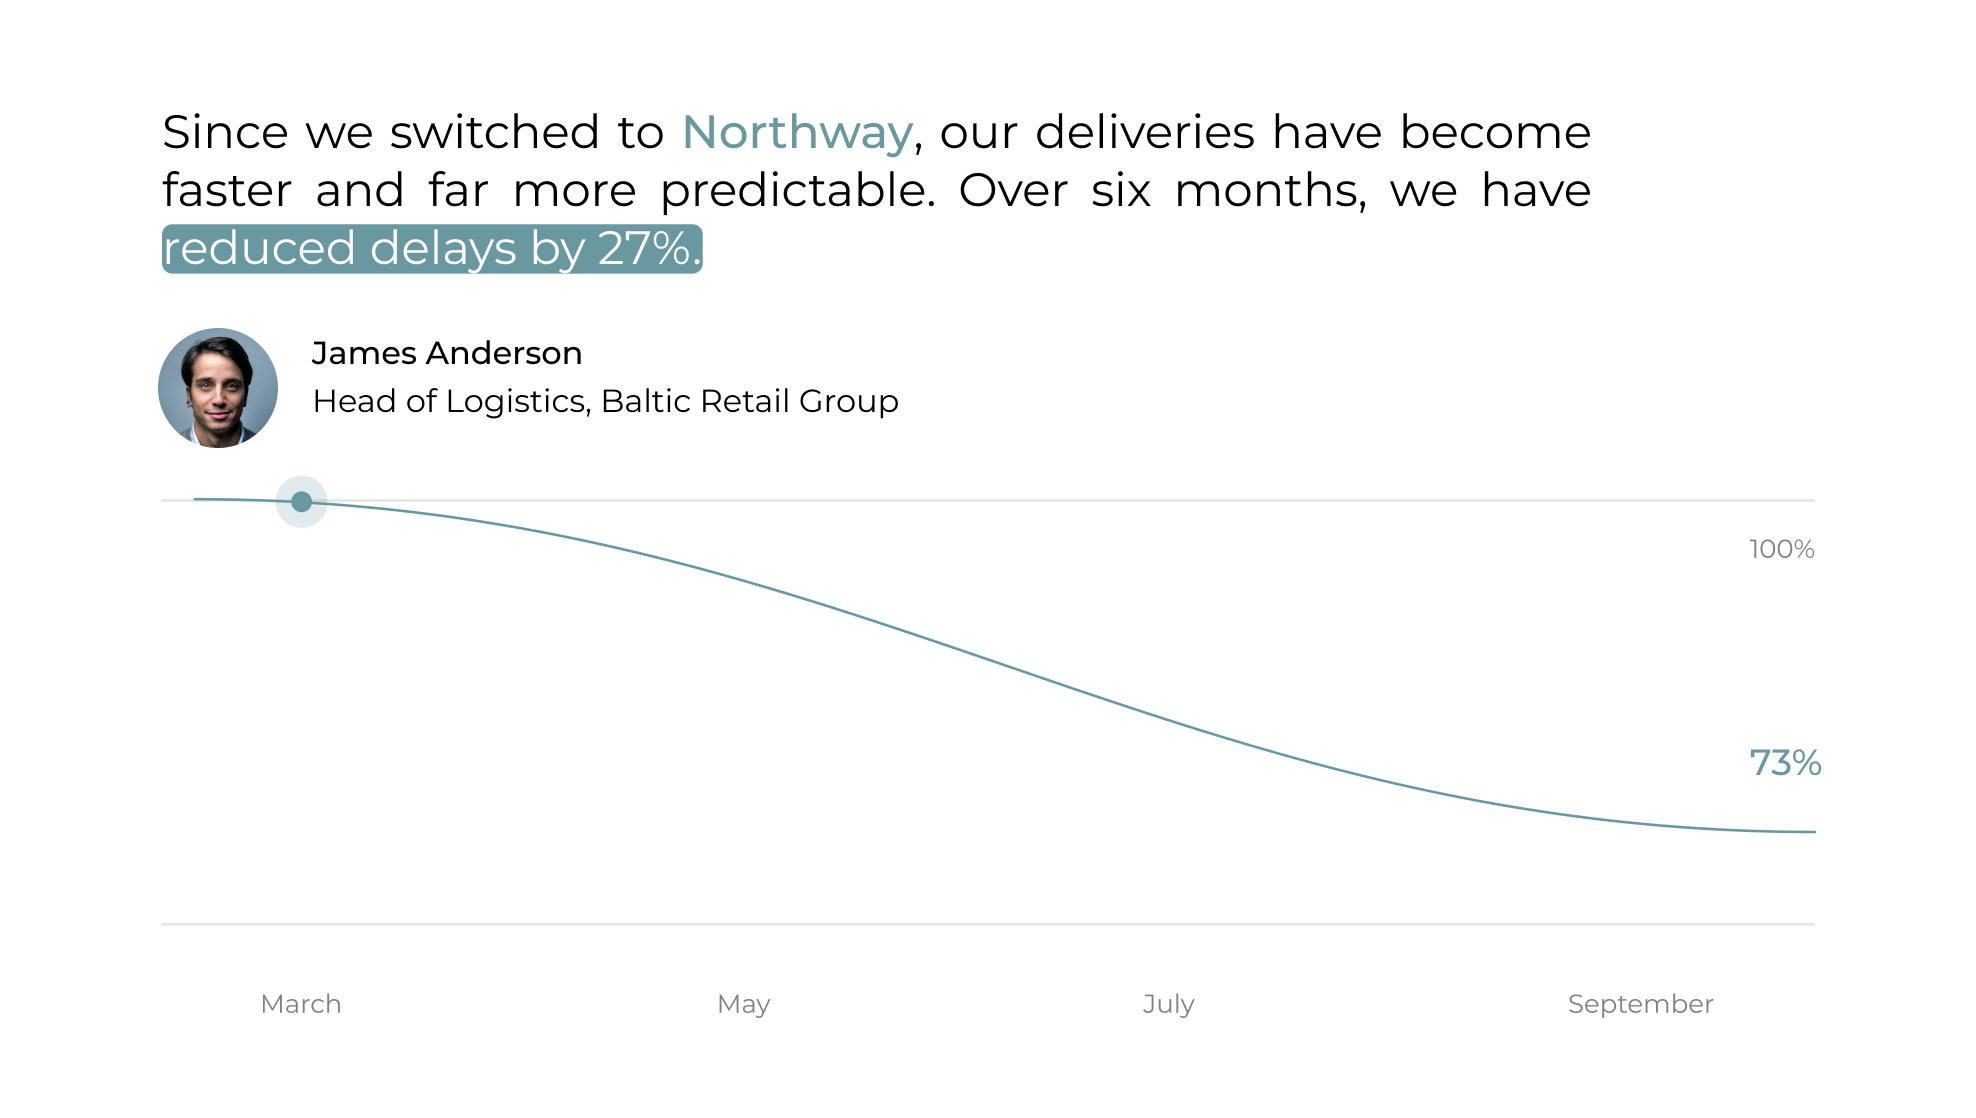 Since we switched to Northway, our deliveries have become
faster and far more predictable. Over six months, we have
reduced delays by 27%.
James Anderson
Head of Logistics, Baltic Retail Group
100%
73%
March May July September